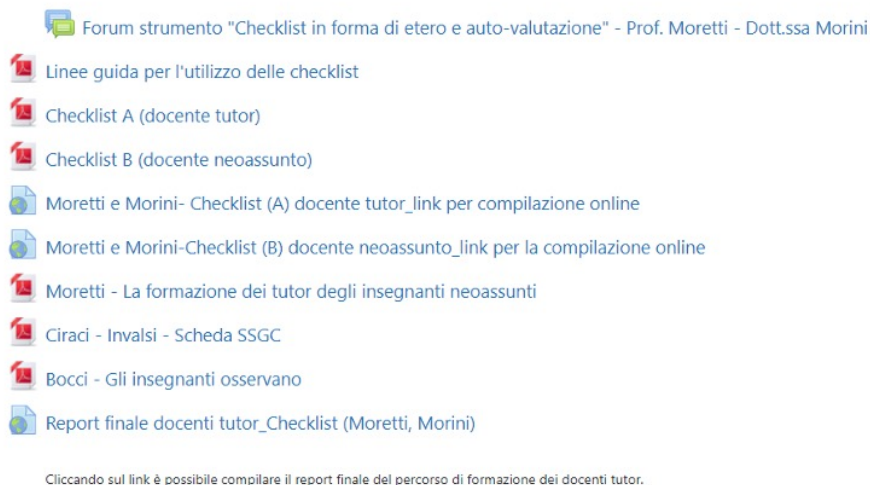 Forum strumento "Checklist in forma di etero e auto-valutazione" - Prof. Moretti - Dott.ssa Morini
Linee guida per l'utilizzo delle checklist
Checklist A (docente tutor)
Checklist B (docente neoassunto)
Moretti e Morini- Checklist (A) docente tutor_link per compilazione online
Moretti e Morini-Checklist (B) docente neoassunto_link per la compilazione online
Moretti - La formazione dei tutor degli insegnanti neoassunti
Ciraci - Invalsi - Scheda SSGC
Bocci - Gli insegnanti osservano
Report finale docenti tutor_Checklist (Moretti, Morini)
Cliccando sul link è possibile compilare il report finale del percorso di formazione dei docenti tutor.